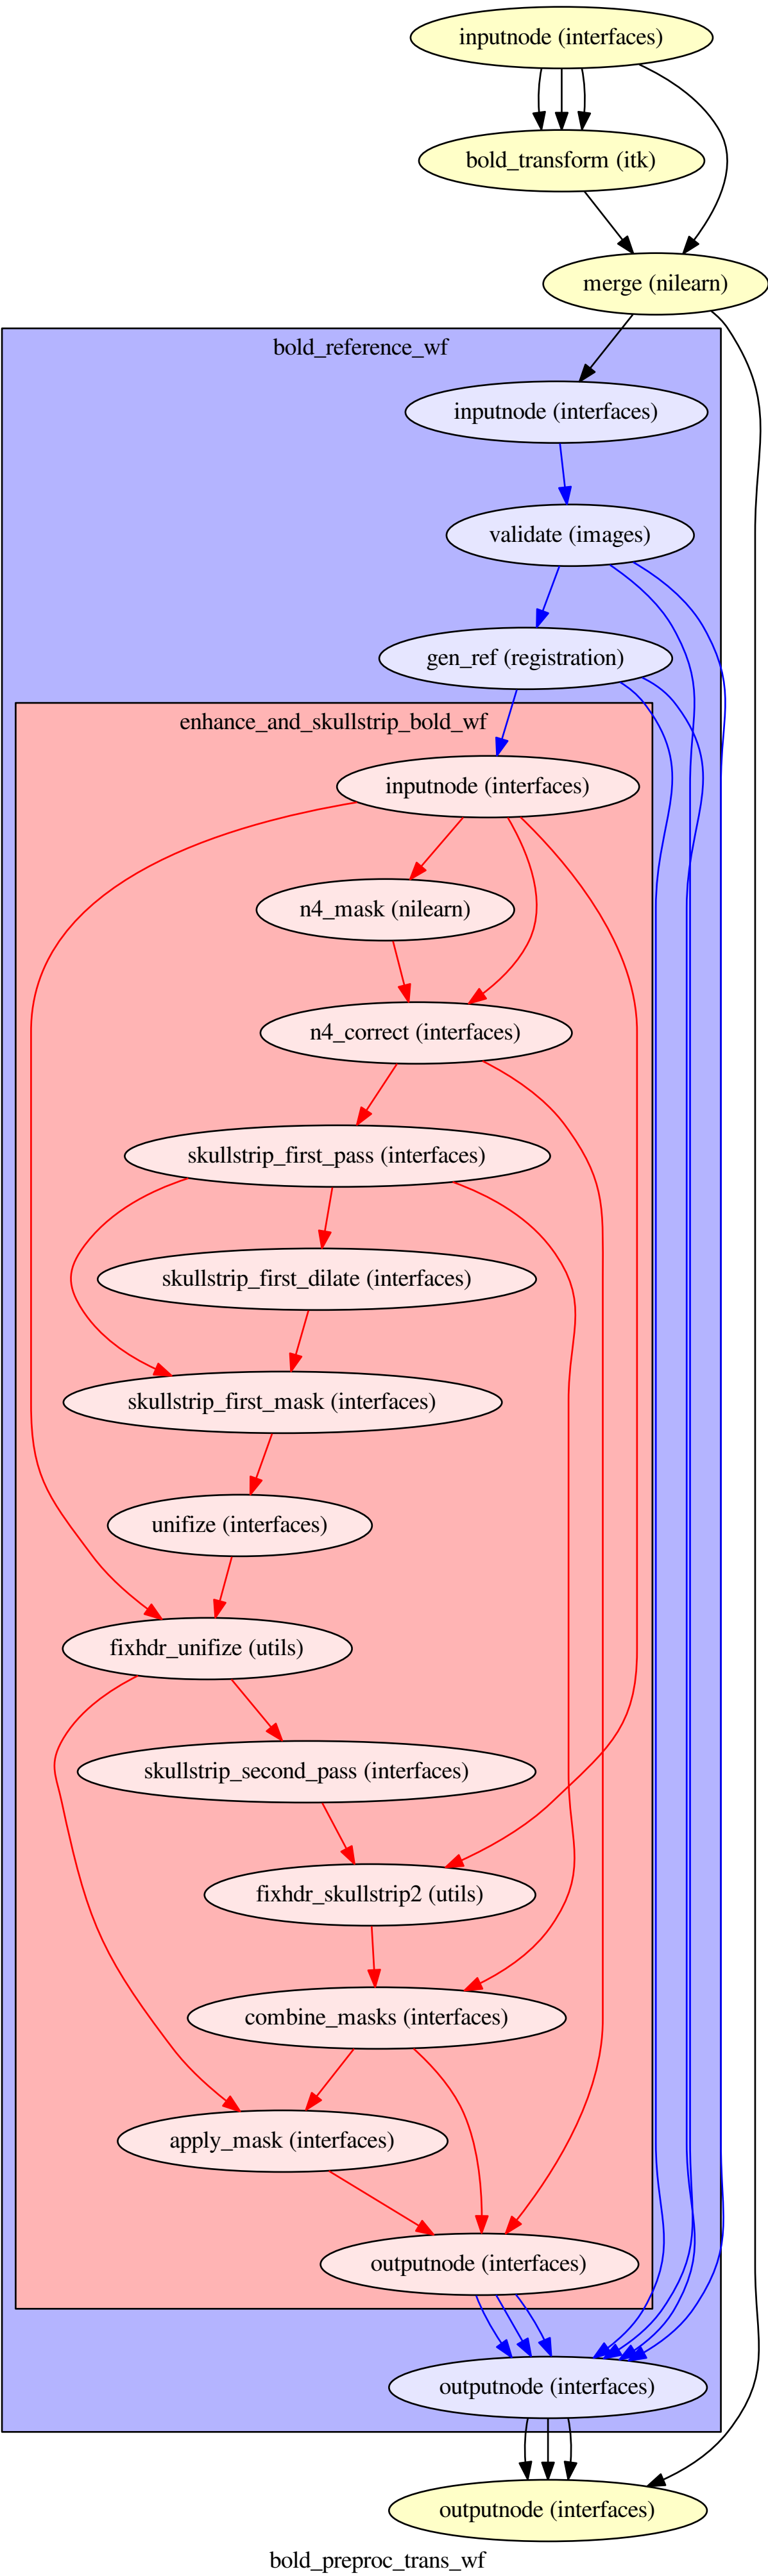 inputnode (interfaces)
bold_transform (itk)
merge (nilearn)
bold_reference_wf
inputnode (interfaces)
validate (images)
gen_ref (registration)
enhance_and_skullstrip_bold_wf
inputnode (interfaces)
n4_mask (nilearn)
n4_correct (interfaces)
skullstrip_first_pass (interfaces)
skullstrip_first_dilate (interfaces)
skullstrip_first_mask (interfaces)
unifize (interfaces)
fixhdr_unifize (utils)
skullstrip_second_pass (interfaces)
fixhdr_skullstrip2 (utils)
combine_masks (interfaces)
apply_mask (interfaces)
outputnode (interfaces)
outputnode (interfaces)
outputnode (interfaces)
bold_preproc_trans_wf